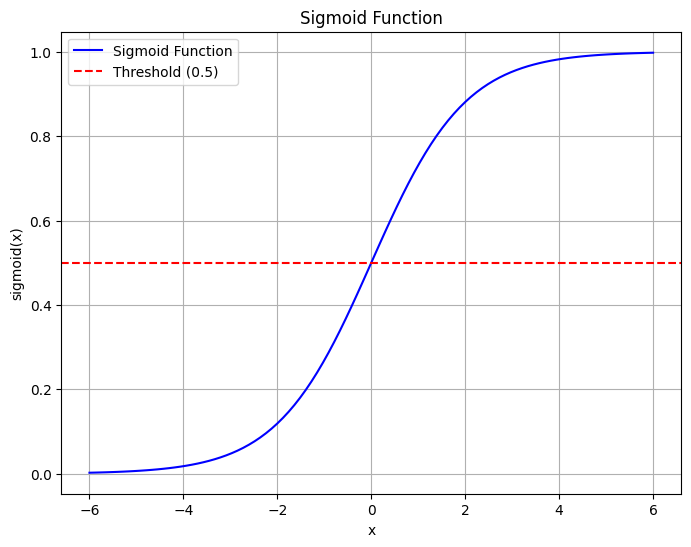 Sigmoid Function
Sigmoid Function
Threshold (0.5)
1.0
0.8
0.6
0.4
0.2
0.0
sigmoid(x)
−6
−4
−2
0
2
4
6
x